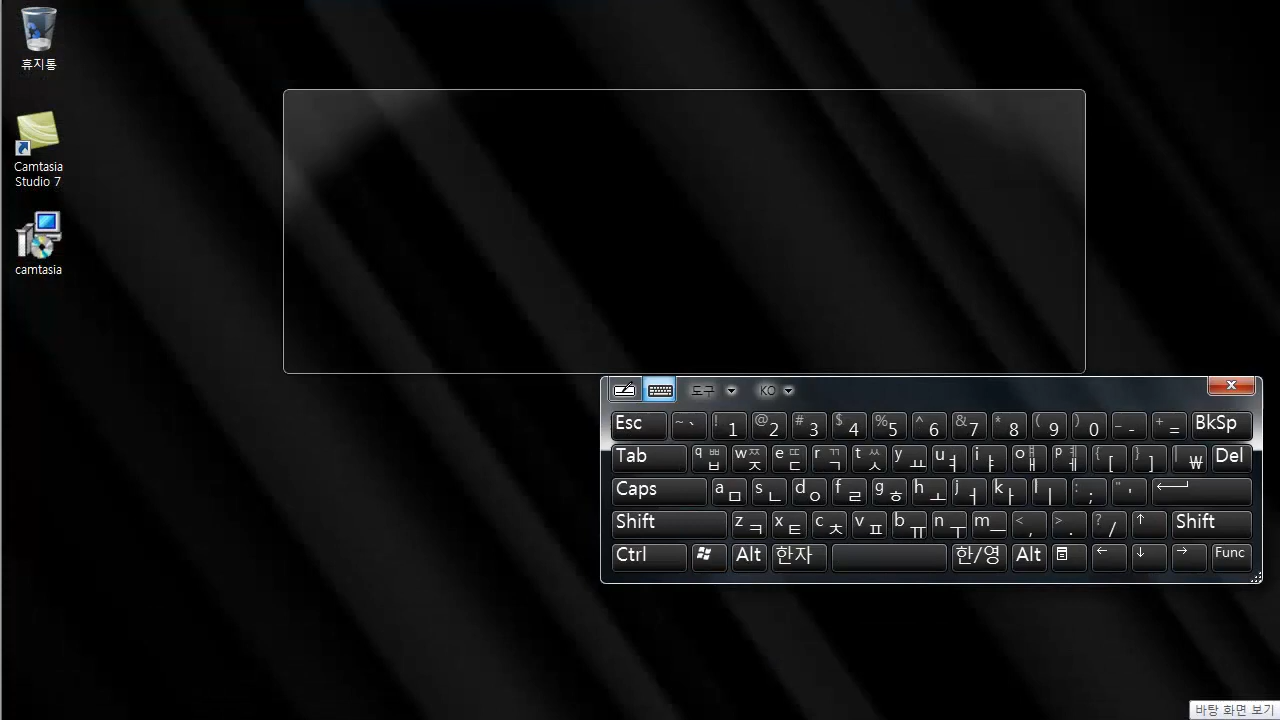 휴지통
Camtasia
Studio 7
camtasia
도구 KO x
Esc ~ ` ! 1 @ 2 # 3 $ 4 % 5 ^ 6 & 7 * 8 ( 9 ) 0 _ - + = BkSp
Tab q ㅃ ㅂ w ㅉ ㅈ e ㄸ ㄷ r ㄲ ㄱ t ㅆ ㅅ y ㅛ u ㅕ i ㅑ o ㅒ ㅐ p ㅖ ㅔ { [ } ] | ₩ Del
Caps a ㅁ s ㄴ d ㅇ f ㄹ g ㅎ h ㅗ j ㅓ k ㅏ l ㅣ : ; " '
Shift z ㅋ x ㅌ c ㅊ v ㅍ b ㅠ n ㅜ m ㅡ < , > . ? / ↑ Shift
Ctrl Alt 한자 한/영 Alt ← ↓ → Func
바탕 화면 보기